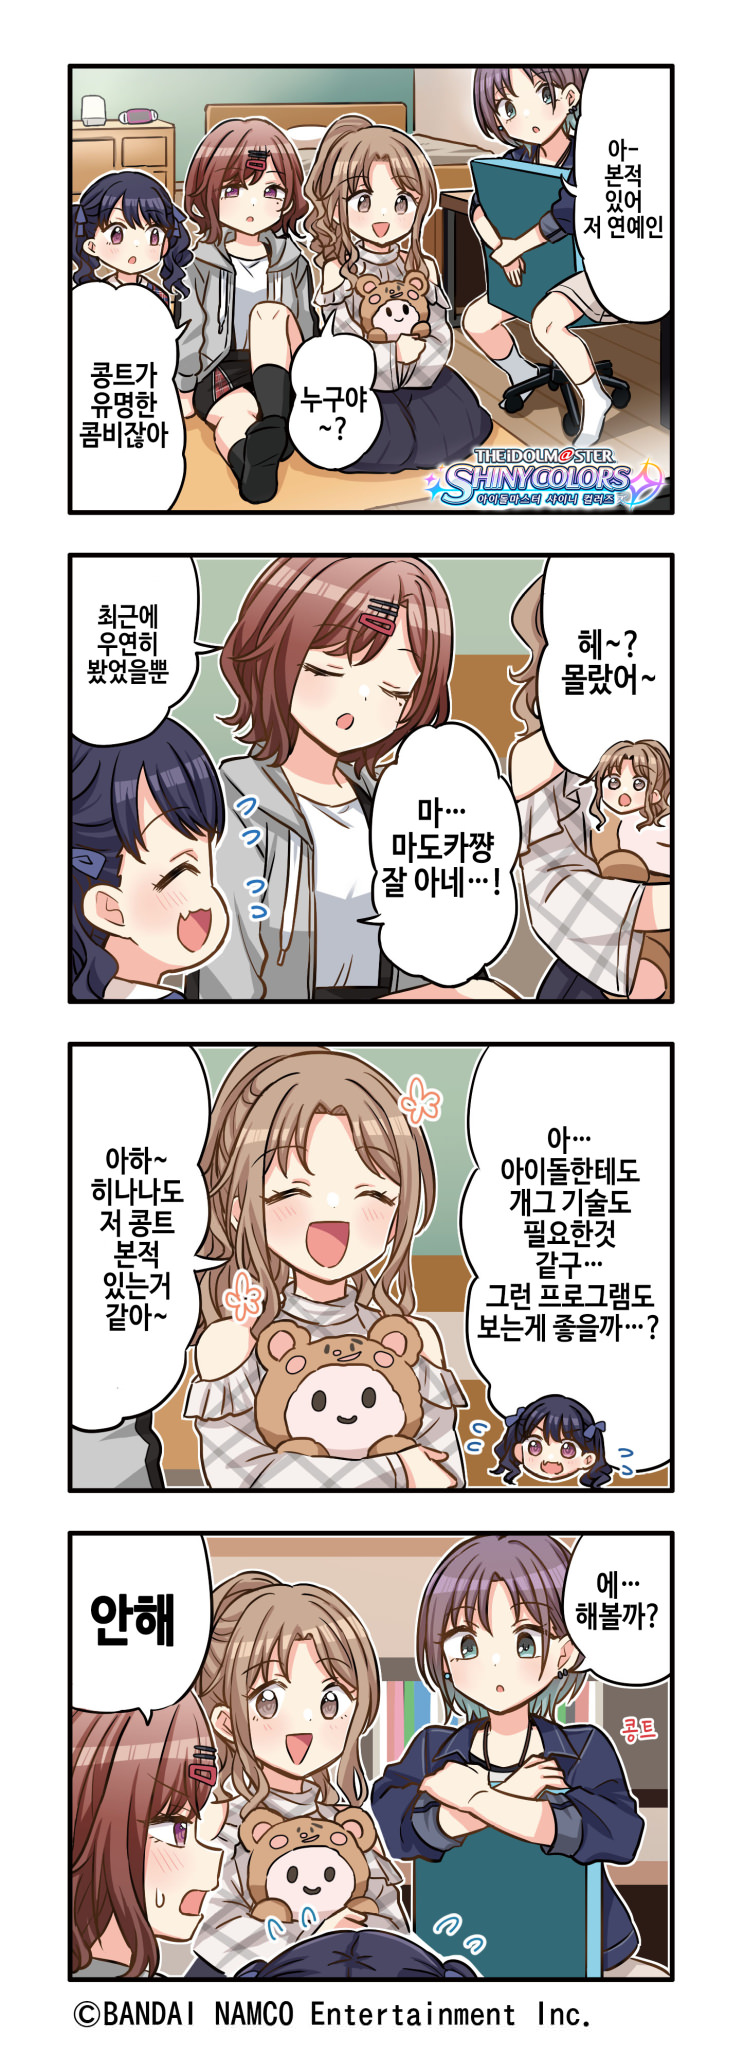 아-
본적
있어
저 연예인
누구야
~?
콩트가
유명한
콤비잖아
THE iDOLM@STER
SHINY COLORS
아이돌마스터 샤이니 컬러즈
최근에
우연히
봤었을뿐
헤~?
몰랐어~
마…
마도카쨩
잘 아네…!
아하~
히나나도
저 콩트
본적
있는거
같아~
아…
아이돌한테도
개그 기술도
필요한것
같구…
그런 프로그램도
보는게 좋을까…?
에…
해볼까?
콩트
안해
©BANDAI NAMCO Entertainment Inc.